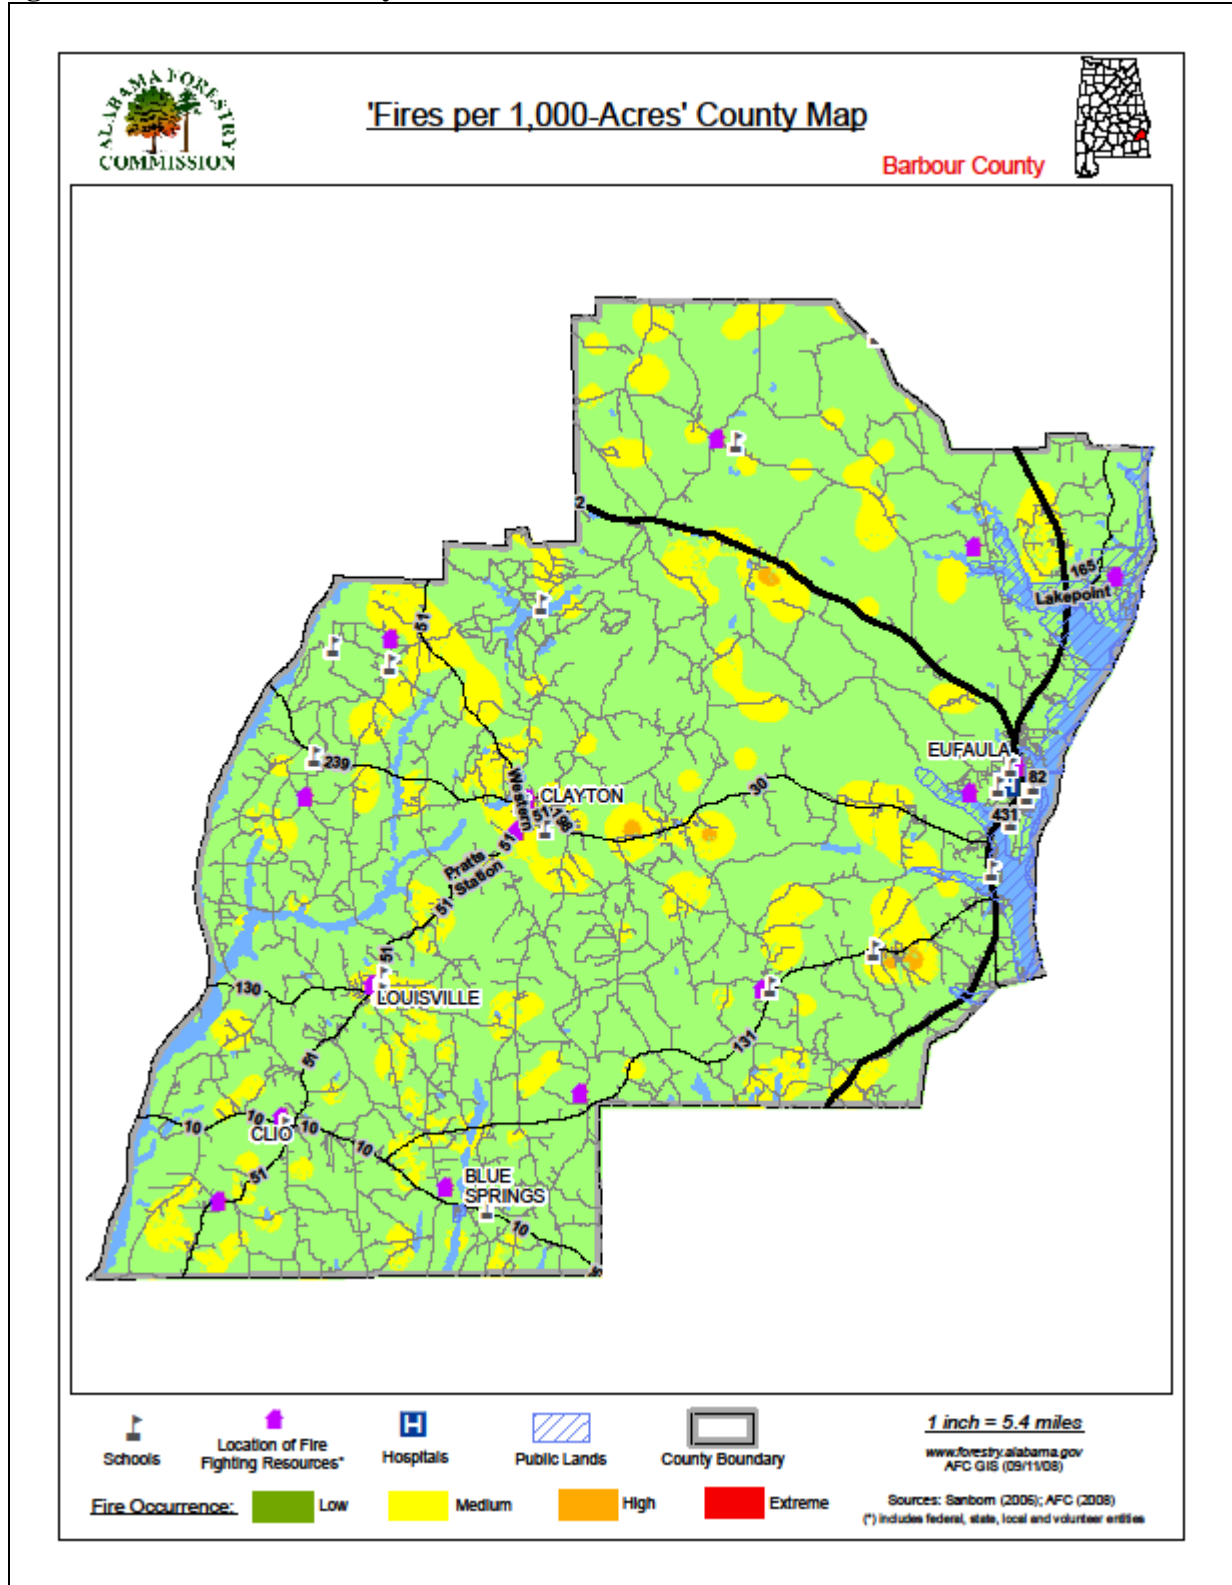 ALABAMA FORESTRY
COMMISSION
'Fires per 1,000-Acres' County Map
Barbour County
2
165
Lakepoint
51
EUFAULA
82
239
Western
CLAYTON
30
51
198
431
51
Pratts
Station
51
51
130
LOUISVILLE
131
51
10
10
10
CLIO
10
51
BLUE
SPRINGS
10
Schools
Location of Fire
Fighting Resources*
H
Hospitals
Public Lands
County Boundary
1 inch = 5.4 miles
www.forestry.alabama.gov
AFC GIS (09/11/08)
Fire Occurrence:
Low
Medium
High
Extreme
Sources: Sanborn (2006); AFC (2008)
(*) includes federal, state, local and volunteer entities